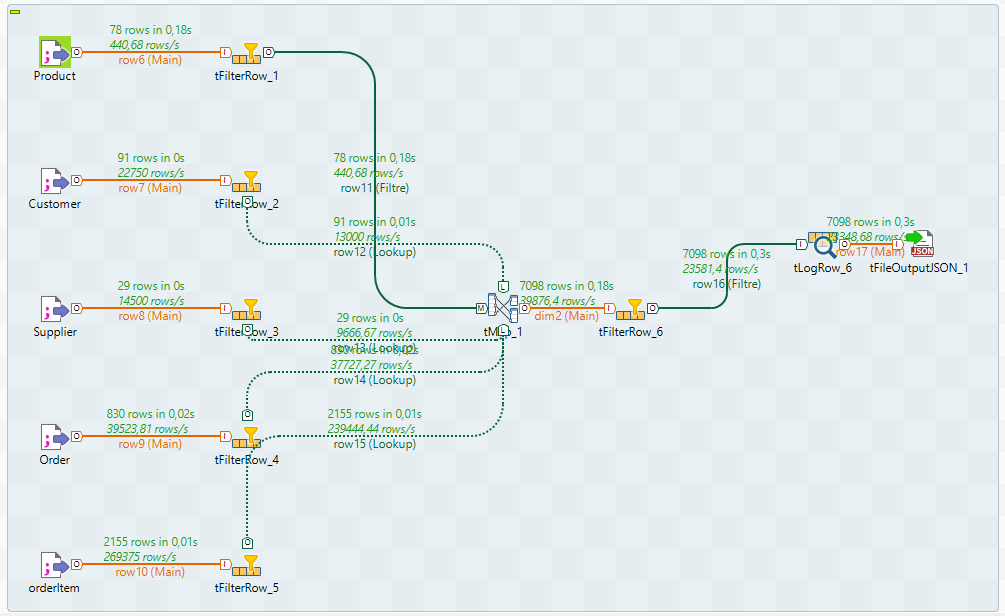 78 rows in 0,18s
440,68 rows/s
row6 (Main)
Product
tFilterRow_1
91 rows in 0s
22750 rows/s
row7 (Main)
Customer
tFilterRow_2
78 rows in 0,18s
440,68 rows/s
row11 (Filtre)
91 rows in 0,01s
13000 rows/s
row12 (Lookup)
7098 rows in 0,3s
23581,4 rows/s
row16 (Filtre)
7098 rows in 0,3s
23348,68 rows/s
row17 (Main)
tLogRow_6
tFileOutputJSON_1
JSON
29 rows in 0s
14500 rows/s
row8 (Main)
Supplier
tFilterRow_3
29 rows in 0s
9666,67 rows/s
row13 (Lookup)
tMap_1
7098 rows in 0,18s
39876,4 rows/s
dim2 (Main)
tFilterRow_6
830 rows in 0,02s
37727,27 rows/s
row14 (Lookup)
830 rows in 0,02s
39523,81 rows/s
row9 (Main)
Order
tFilterRow_4
2155 rows in 0,01s
239444,44 rows/s
row15 (Lookup)
2155 rows in 0,01s
269375 rows/s
row10 (Main)
orderItem
tFilterRow_5